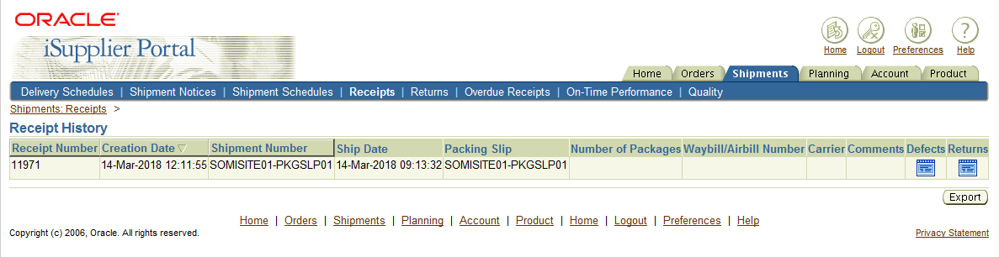 ORACLE
iSupplier Portal
Home Logout Preferences ? Help
Home Orders Shipments Planning Account Product
Delivery Schedules | Shipment Notices | Shipment Schedules | Receipts | Returns | Overdue Receipts | On-Time Performance | Quality
Shipments: Receipts >
Receipt History
Receipt Number Creation Date Shipment Number Ship Date Packing Slip Number of Packages Waybill/Airbill Number Carrier Comments Defects Returns
11971 14-Mar-2018 12:11:55 SOMISITE01-PKGSLP01 14-Mar-2018 09:13:32 SOMISITE01-PKGSLP01
Export
Home | Orders | Shipments | Planning | Account | Product | Home | Logout | Preferences | Help
Copyright (c) 2006, Oracle. All rights reserved. Privacy Statement